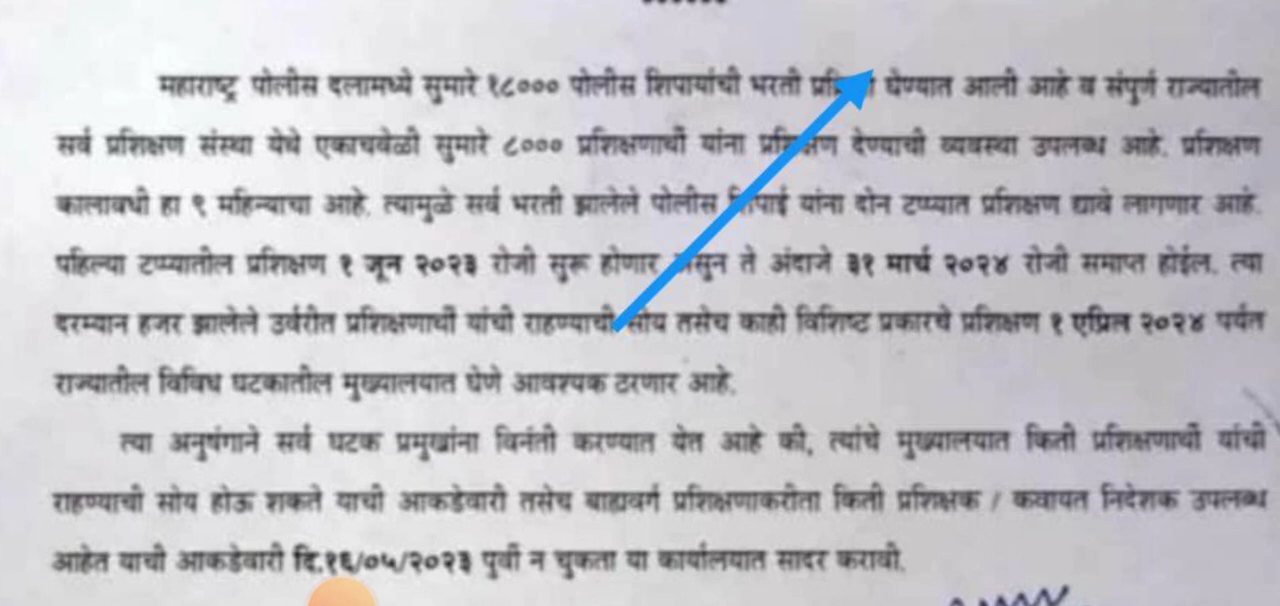 महाराष्ट्र पोलीस दलामध्ये सुमारे १८००० पोलीस शिपायांची भरती घेण्यात आली आहे व संपुर्ण राज्यातील
सर्व प्रशिक्षण संस्था येथे एकाचवेळी सुमारे ८००० प्रशिक्षणार्थी यांना प्रशिक्षण देण्याची व्यवस्था उपलब्ध आहे. प्रशिक्षण
कालावधी हा ९ महिन्याचा आहे. त्यामुळे सर्व भरती झालेले पोलीस शिपाई यांना दोन टप्प्यात प्रशिक्षण द्यावे लागणार आहे.
पहिल्या टप्प्यातील प्रशिक्षण १ जून २०२३ रोजी सुरू होणार असुन ते अंदाजे ३१ मार्च २०२४ रोजी समाप्त होईल. त्या
दरम्यान हजर झालेले उर्वरीत प्रशिक्षणार्थी यांची राहण्याची सोय तसेच काही विशिष्ट प्रकारचे प्रशिक्षण १ एप्रिल २०२४ पर्यंत
राज्यातील विविध घटकातील मुख्यालयात घेणे आवश्यक ठरणार आहे.
त्या अनुषंगाने सर्व घटक प्रमुखांना विनंती करण्यात येत आहे की, त्यांचे मुख्यालयात किती प्रशिक्षणार्थी यांची
राहण्याची सोय होऊ शकते याची आकडेवारी तसेच बाह्यवर्ग प्रशिक्षणाकरीता किती प्रशिक्षक / कवायत निदेशक उपलब्ध
आहेत याची आकडेवारी दि.१६/०५/२०२३ पुर्वी न चुकता या कार्यालयात सादर करावी.